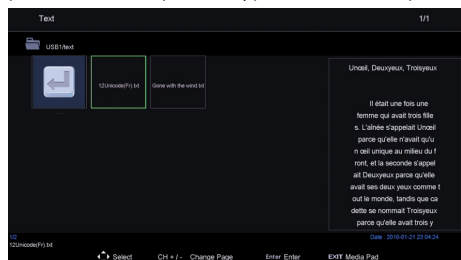 Text
1/1
USB1/text
...
12Unicode(Fr).txt
Gone with the wind.txt
Unœil, Deuxyeux, Troisyeux
Il était une fois une
femme qui avait trois fille
s. L'aînée s'appelait Unœil
parce qu'elle n'avait qu'u
n œil unique au milieu du f
ront, et la seconde s'appel
ait Deuxyeux parce qu'elle
avait ses deux yeux comme t
out le monde, tandis que ca
dette se nommait Troisyeux
parce qu'elle avait trois y
1/2
Date : 2010-01-21 23:04:24
12Unicode(Fr).txt
Select
CH + / - Change Page
Enter Enter
EXIT Media Pad